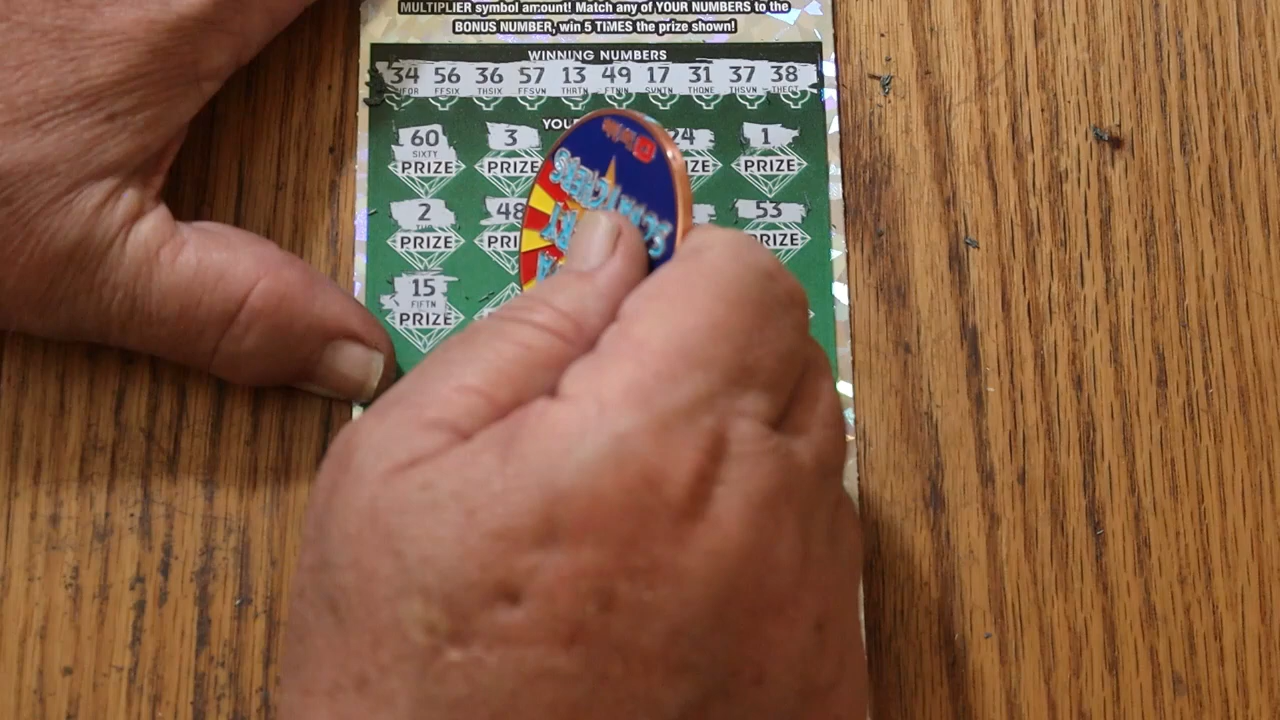 MULTIPLIER symbol amount! Match any of YOUR NUMBERS to the
BONUS NUMBER, win 5 TIMES the prize shown!
WINNING NUMBERS
34 56 36 57 13 49 17 31 37 38
FFSIX THSIX FFSVN THRTN SVNTN THONE THSVN THEGT
YOU
60 3 24 1
SIXTY
PRIZE PRIZE PRIZE PRIZE
2 48 53
PRIZE PRI PRIZE
15
FIFTN
PRIZE